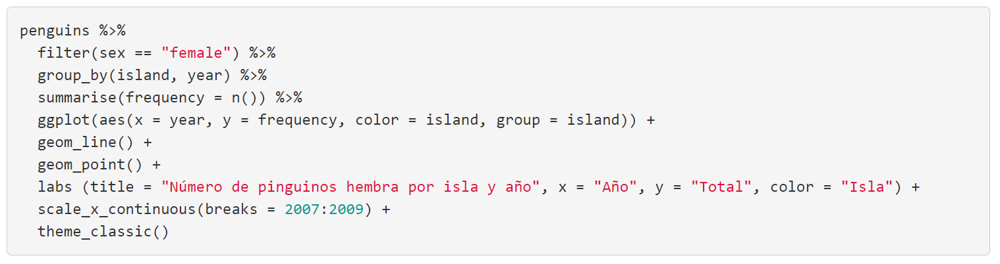 penguins %>%
  filter(sex == "female") %>%
  group_by(island, year) %>%
  summarise(frequency = n()) %>%
  ggplot(aes(x = year, y = frequency, color = island, group = island)) +
  geom_line() +
  geom_point() +
  labs (title = "Número de pinguinos hembra por isla y año", x = "Año", y = "Total", color = "Isla") +
  scale_x_continuous(breaks = 2007:2009) +
  theme_classic()